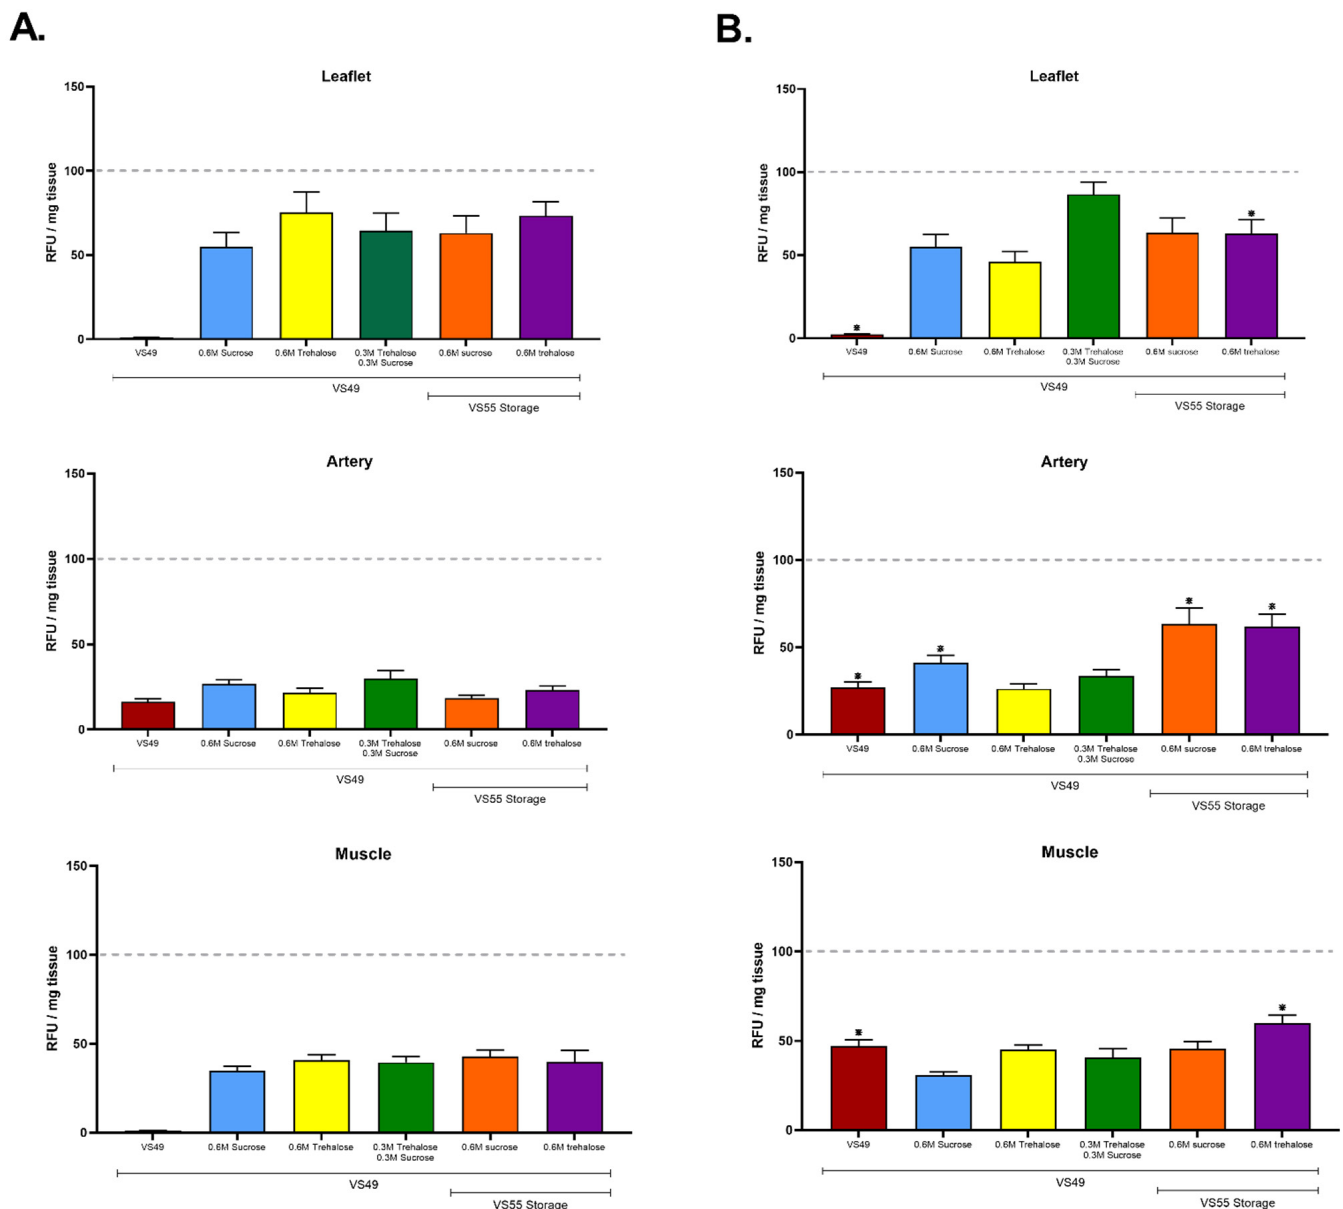 A.
Leaflet
150
100
50
0
RFU / mg tissue
VS49 0.6M Sucrose 0.6M Trehalose 0.3M Trehalose 0.6M sucrose 0.6M trehalose
0.3M Sucrose
VS49
VS55 Storage
Artery
150
100
50
0
RFU / mg tissue
VS49 0.6M Sucrose 0.6M Trehalose 0.3M Trehalose 0.6M sucrose 0.6M trehalose
0.3M Sucrose
VS49
VS55 Storage
Muscle
150
100
50
0
RFU / mg tissue
VS49 0.6M Sucrose 0.6M Trehalose 0.3M Trehalose 0.6M sucrose 0.6M trehalose
0.3M Sucrose
VS49
VS55 Storage
B.
Leaflet
150
100
50
0
RFU / mg tissue
* *
VS49 0.6M Sucrose 0.6M Trehalose 0.3M Trehalose 0.6M sucrose 0.6M trehalose
0.3M Sucrose
VS49
VS55 Storage
Artery
150
100
50
0
RFU / mg tissue
* * * *
VS49 0.6M Sucrose 0.6M Trehalose 0.3M Trehalose 0.6M sucrose 0.6M trehalose
0.3M Sucrose
VS49
VS55 Storage
Muscle
150
100
50
0
RFU / mg tissue
* *
VS49 0.6M Sucrose 0.6M Trehalose 0.3M Trehalose 0.6M sucrose 0.6M trehalose
0.3M Sucrose
VS49
VS55 Storage